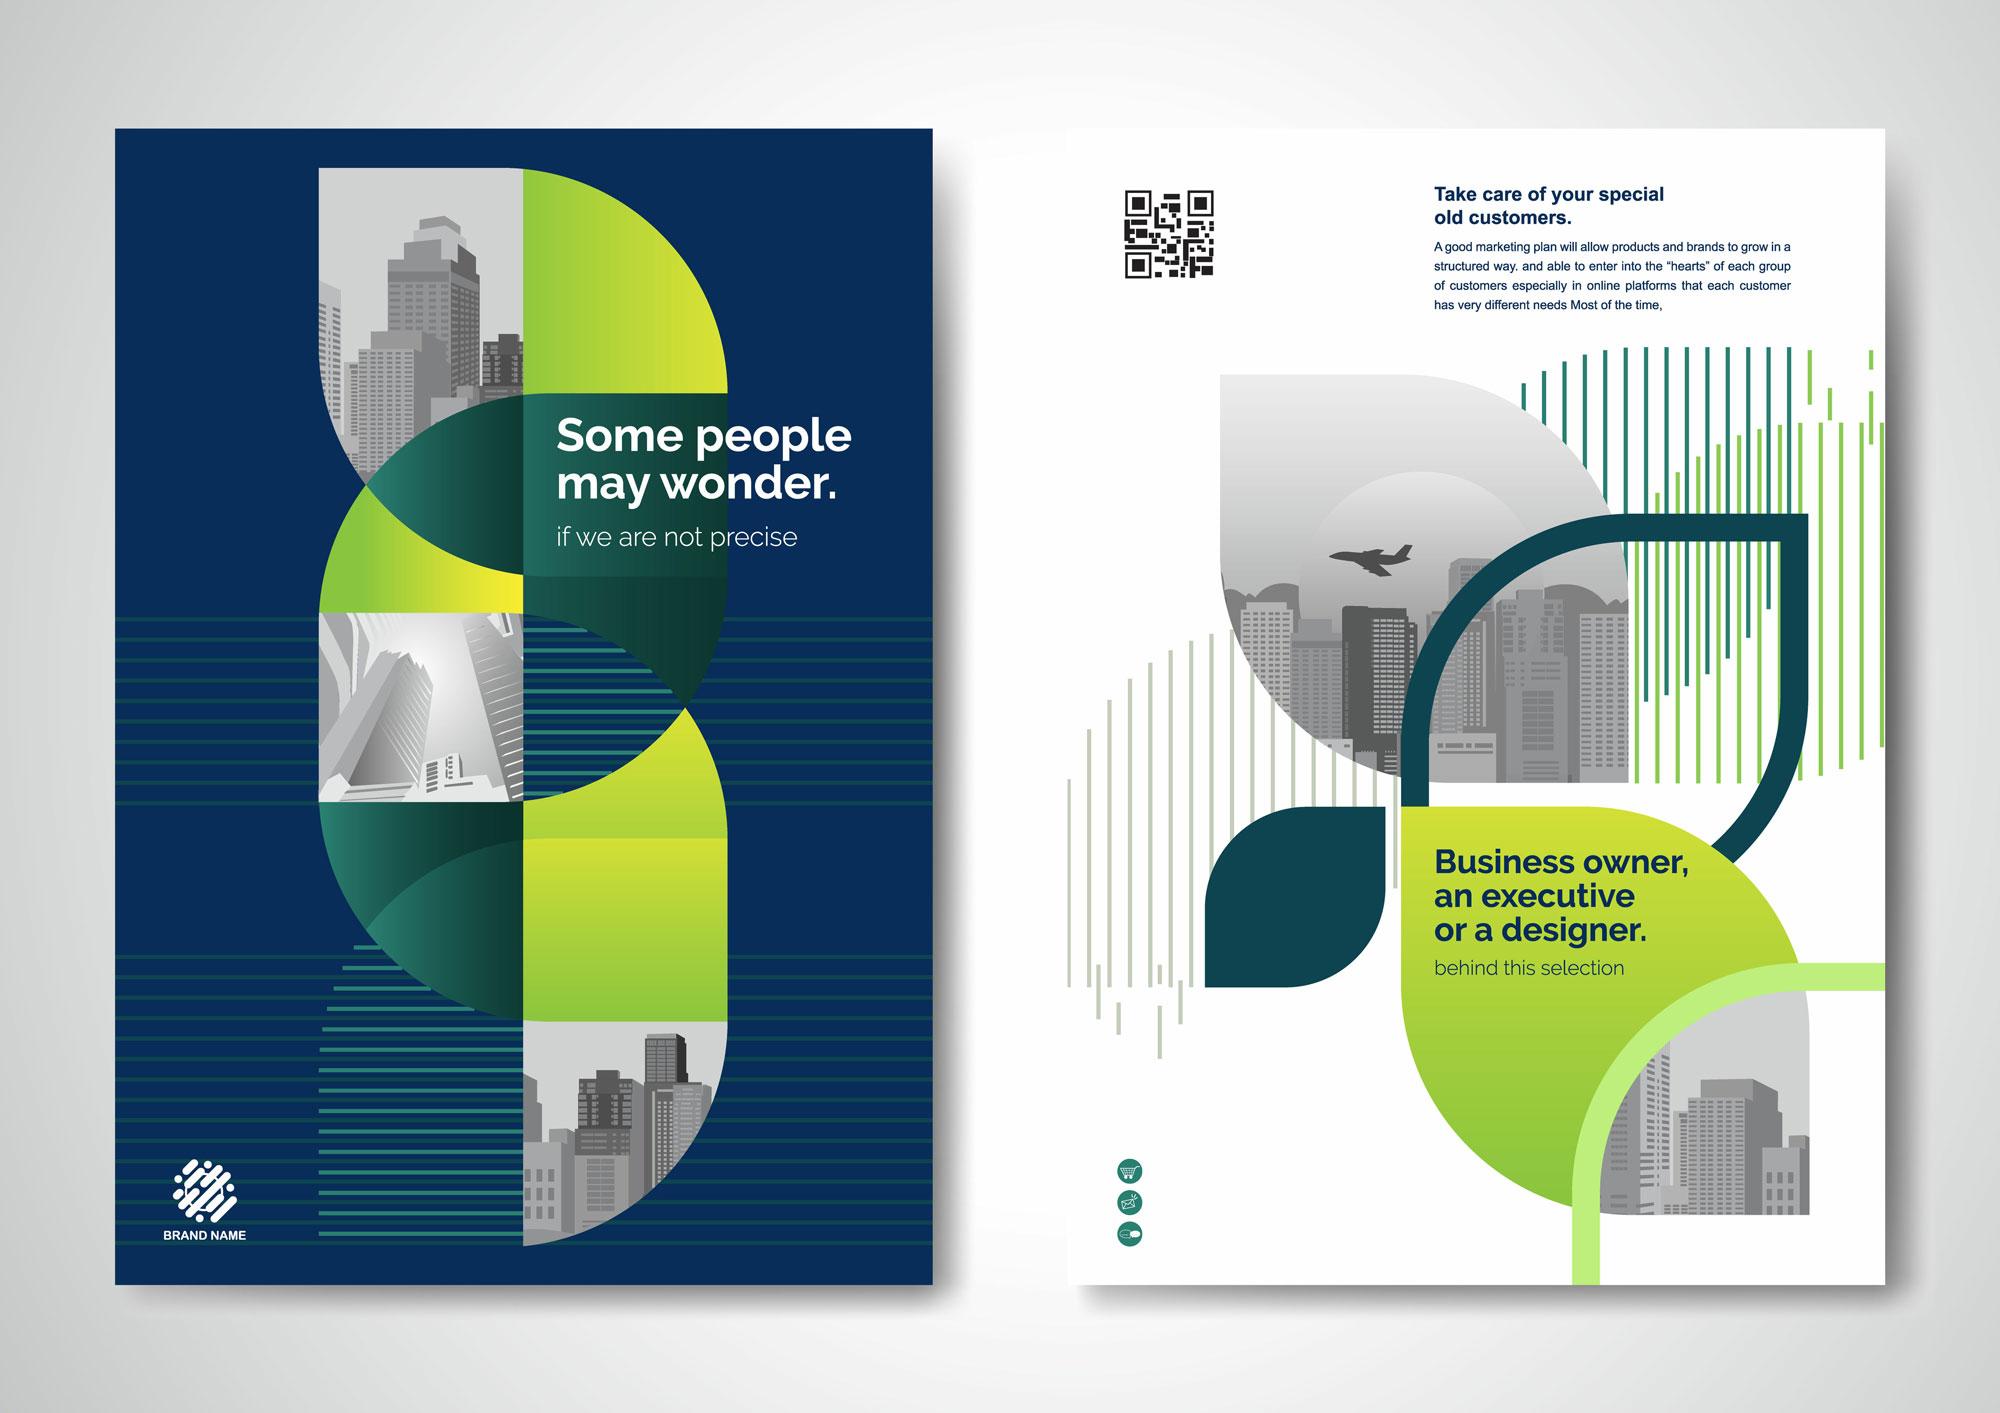 Some people
may wonder.
if we are not precise
BRAND NAME
Take care of your special
old customers.
A good marketing plan will allow products and brands to grow in a
structured way. and able to enter into the “hearts” of each group
of customers especially in online platforms that each customer
has very different needs Most of the time,
Business owner,
an executive
or a designer.
behind this selection